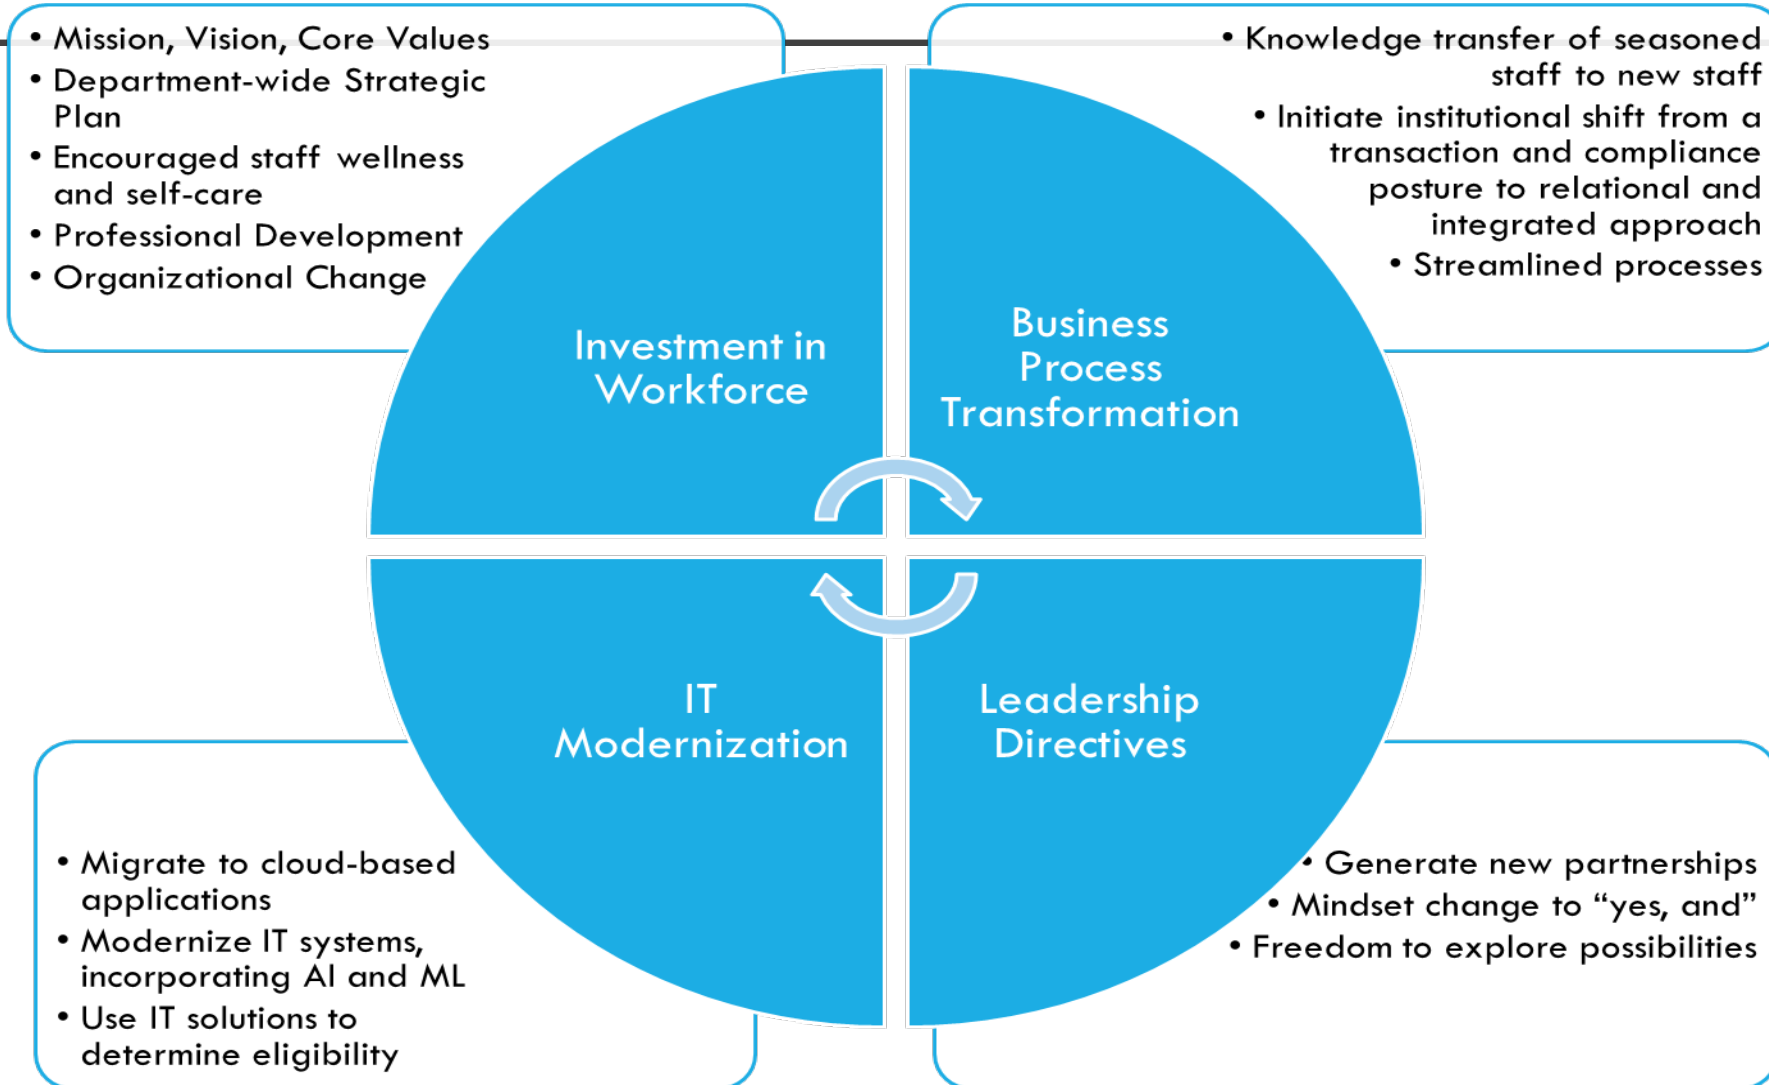 • Mission, Vision, Core Values
• Department-wide Strategic
Plan
• Encouraged staff wellness
and self-care
• Professional Development
• Organizational Change
• Knowledge transfer of seasoned
staff to new staff
• Initiate institutional shift from a
transaction and compliance
posture to relational and
integrated approach
• Streamlined processes
Investment in
Workforce
Business
Process
Transformation
IT
Modernization
Leadership
Directives
• Migrate to cloud-based
applications
• Modernize IT systems,
incorporating AI and ML
• Use IT solutions to
determine eligibility
• Generate new partnerships
• Mindset change to “yes, and”
• Freedom to explore possibilities